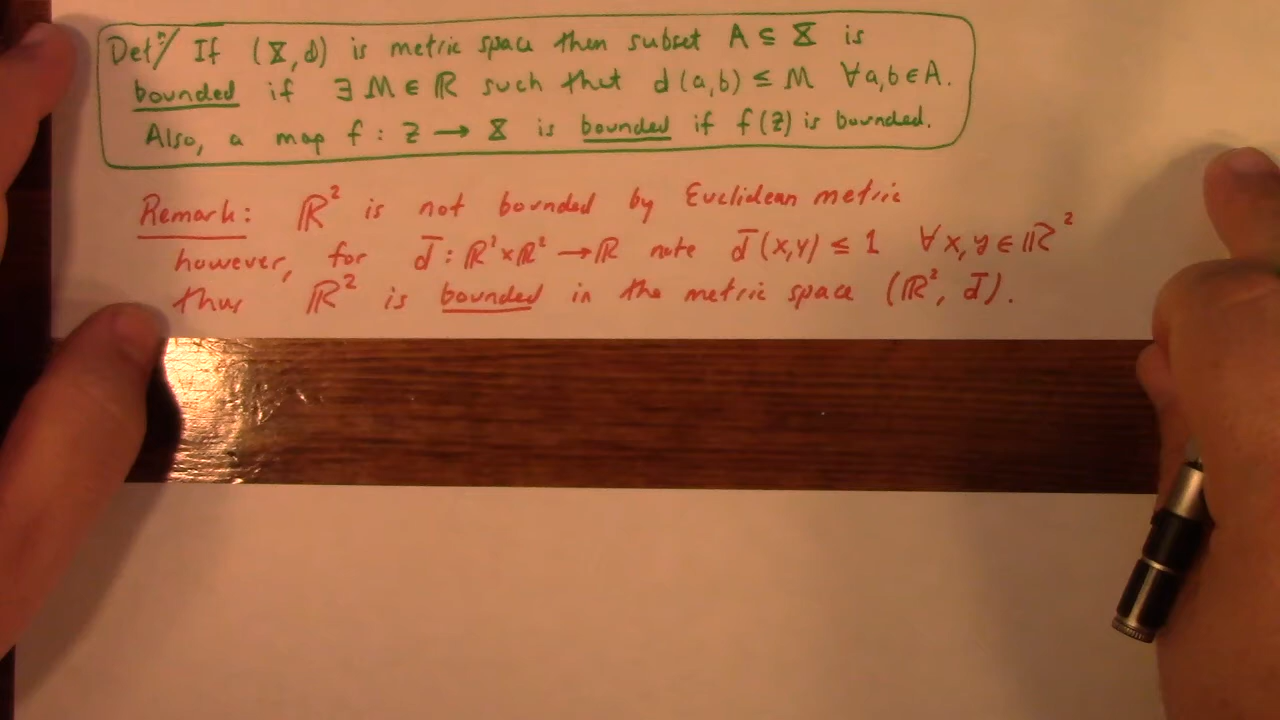 Defⁿ/ If (X,d) is metric space then subset A ⊆ X is
bounded if ∃ M ∈ ℝ such that d(a,b) ≤ M ∀a,b ∈ A.
Also, a map f : Z → X is bounded if f(Z) is bounded.
Remark: ℝ² is not bounded by Euclidean metric
however, for d̄ : ℝ²×ℝ² → ℝ note d̄(x,y) ≤ 1 ∀x,y ∈ ℝ²
thus ℝ² is bounded in the metric space (ℝ², d̄).